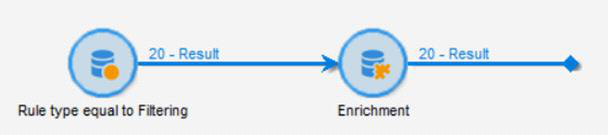 20 - Result
20 - Result
Rule type equal to Filtering
Enrichment